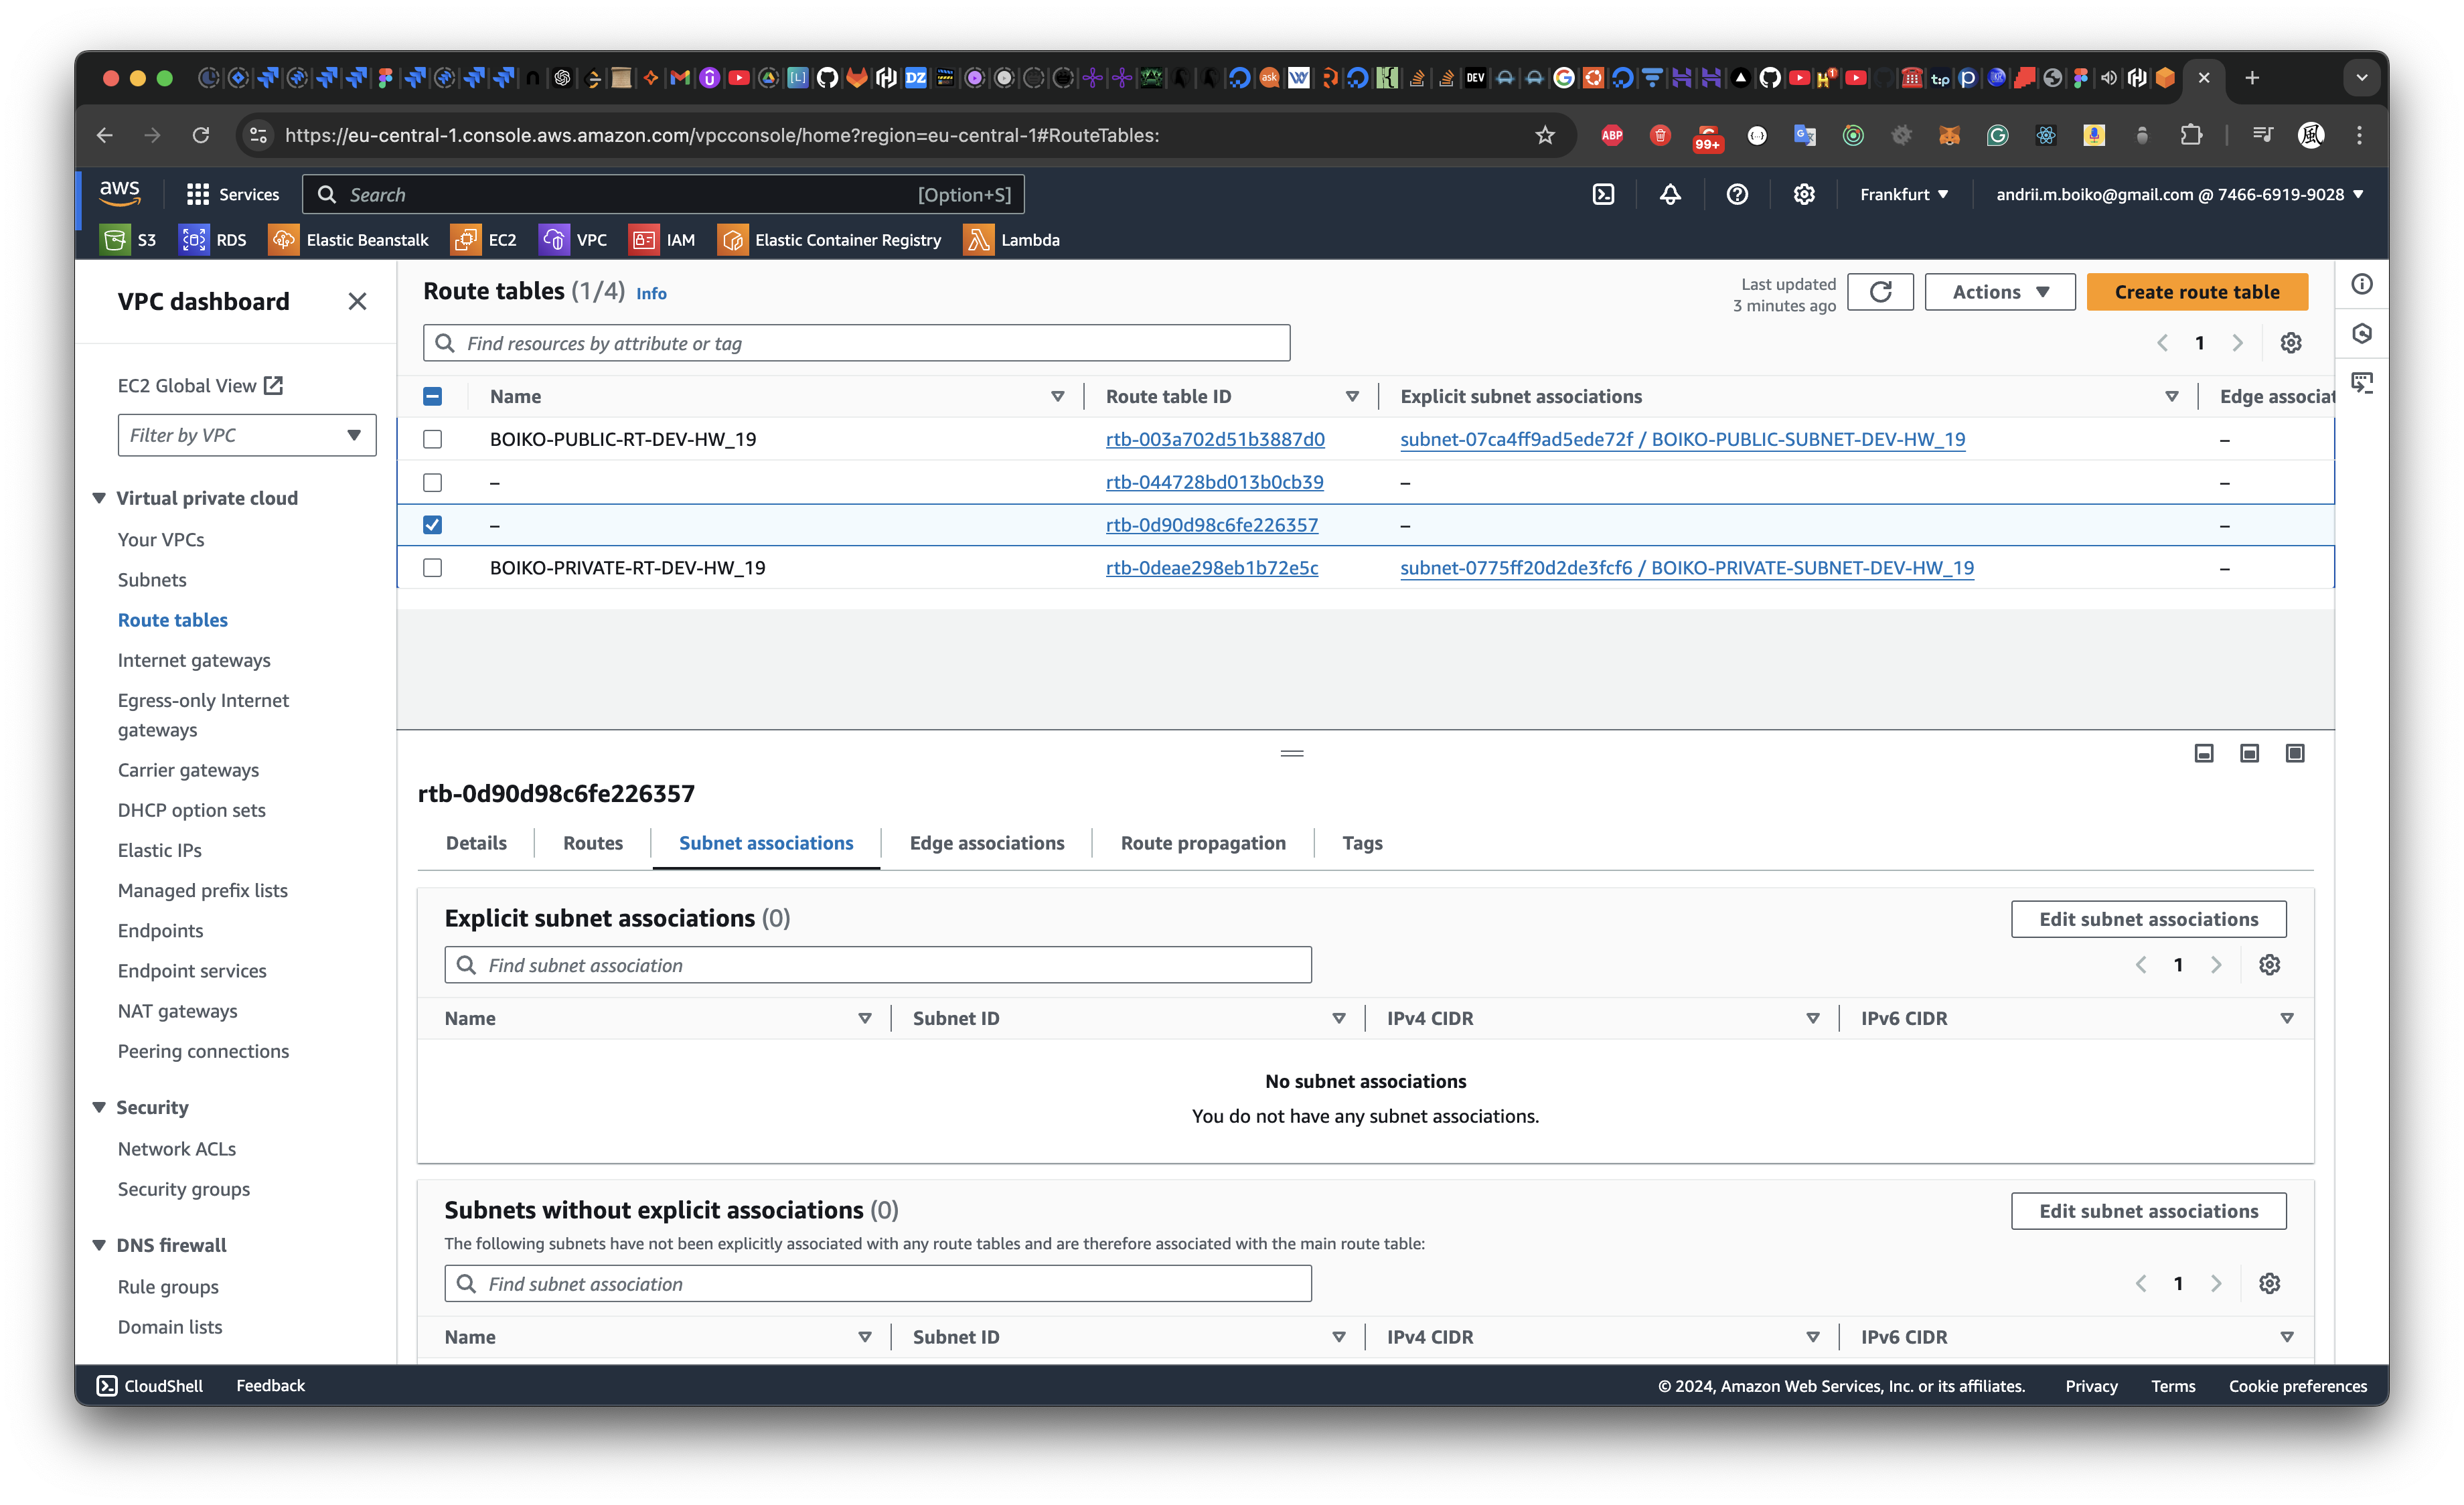 https://eu-central-1.console.aws.amazon.com/vpcconsole/home?region=eu-central-1#RouteTables:
ABP
99+
aws
Services
Search
[Option+S]
Frankfurt
andrii.m.boiko@gmail.com @ 7466-6919-9028
S3
RDS
Elastic Beanstalk
EC2
VPC
IAM
Elastic Container Registry
Lambda
VPC dashboard
EC2 Global View
Filter by VPC
Virtual private cloud
Your VPCs
Subnets
Route tables
Internet gateways
Egress-only Internet
gateways
Carrier gateways
DHCP option sets
Elastic IPs
Managed prefix lists
Endpoints
Endpoint services
NAT gateways
Peering connections
Security
Network ACLs
Security groups
DNS firewall
Rule groups
Domain lists
Route tables (1/4) Info
Last updated
3 minutes ago
Actions
Create route table
Find resources by attribute or tag
1
Name Route table ID Explicit subnet associations Edge associat
BOIKO-PUBLIC-RT-DEV-HW_19 rtb-003a702d51b3887d0 subnet-07ca4ff9ad5ede72f / BOIKO-PUBLIC-SUBNET-DEV-HW_19 –
– rtb-044728bd013b0cb39 – –
– rtb-0d90d98c6fe226357 – –
BOIKO-PRIVATE-RT-DEV-HW_19 rtb-0deae298eb1b72e5c subnet-0775ff20d2de3fcf6 / BOIKO-PRIVATE-SUBNET-DEV-HW_19 –
rtb-0d90d98c6fe226357
Details Routes Subnet associations Edge associations Route propagation Tags
Explicit subnet associations (0)
Edit subnet associations
Find subnet association
1
Name Subnet ID IPv4 CIDR IPv6 CIDR
No subnet associations
You do not have any subnet associations.
Subnets without explicit associations (0)
Edit subnet associations
The following subnets have not been explicitly associated with any route tables and are therefore associated with the main route table:
Find subnet association
1
Name Subnet ID IPv4 CIDR IPv6 CIDR
CloudShell
Feedback
© 2024, Amazon Web Services, Inc. or its affiliates.
Privacy
Terms
Cookie preferences